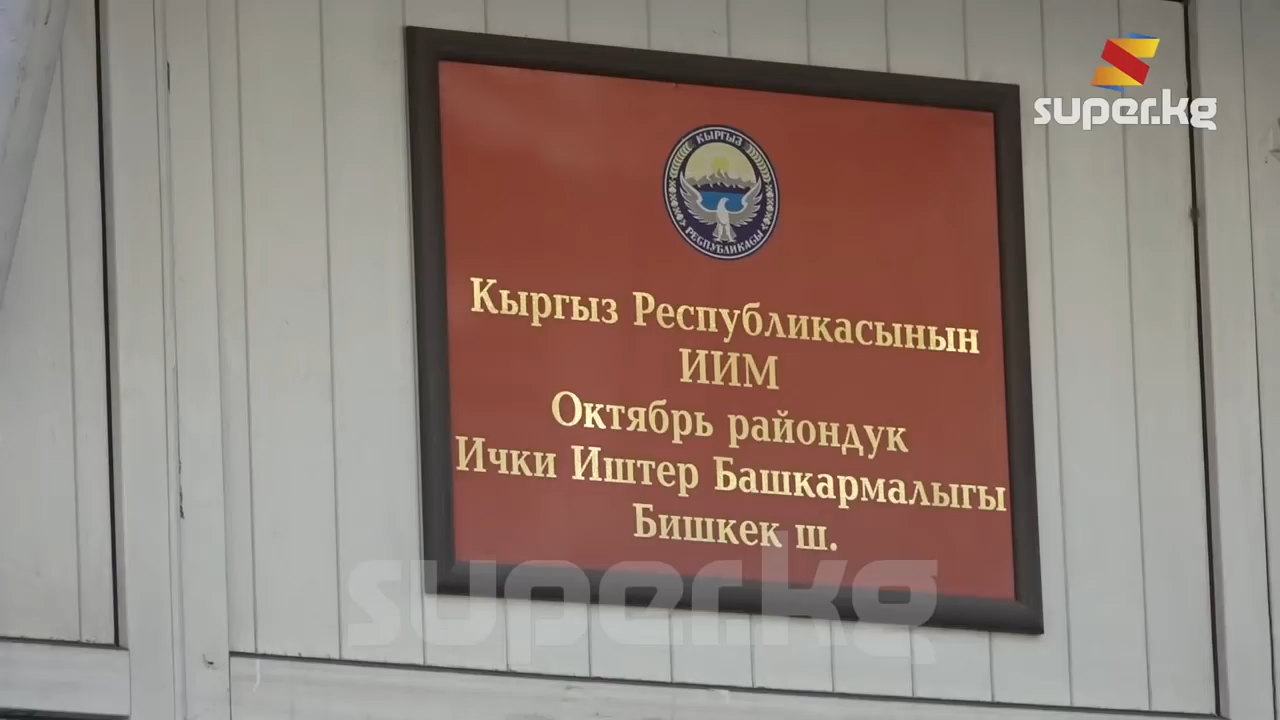 super.kg
КЫРГЫЗ
РЕСПУБЛИКАСЫ
Кыргыз Республикасынын
ИИМ
Октябрь райондук
Ички Иштер Башкармалыгы
Бишкек ш.
super.kg